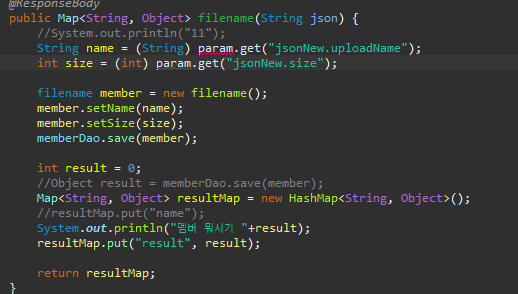 @ResponseBody
public Map<String, Object> filename(String json) {
//System.out.println("11");
String name = (String) param.get("jsonNew.uploadName");
int size = (int) param.get("jsonNew.size");
filename member = new filename();
member.setName(name);
member.setSize(size);
memberDao.save(member);
int result = 0;
//Object result = memberDao.save(member);
Map<String, Object> resultMap = new HashMap<String, Object>();
//resultMap.put("name");
System.out.println("멤버 뭐시기 "+result);
resultMap.put("result", result);
return resultMap;
}